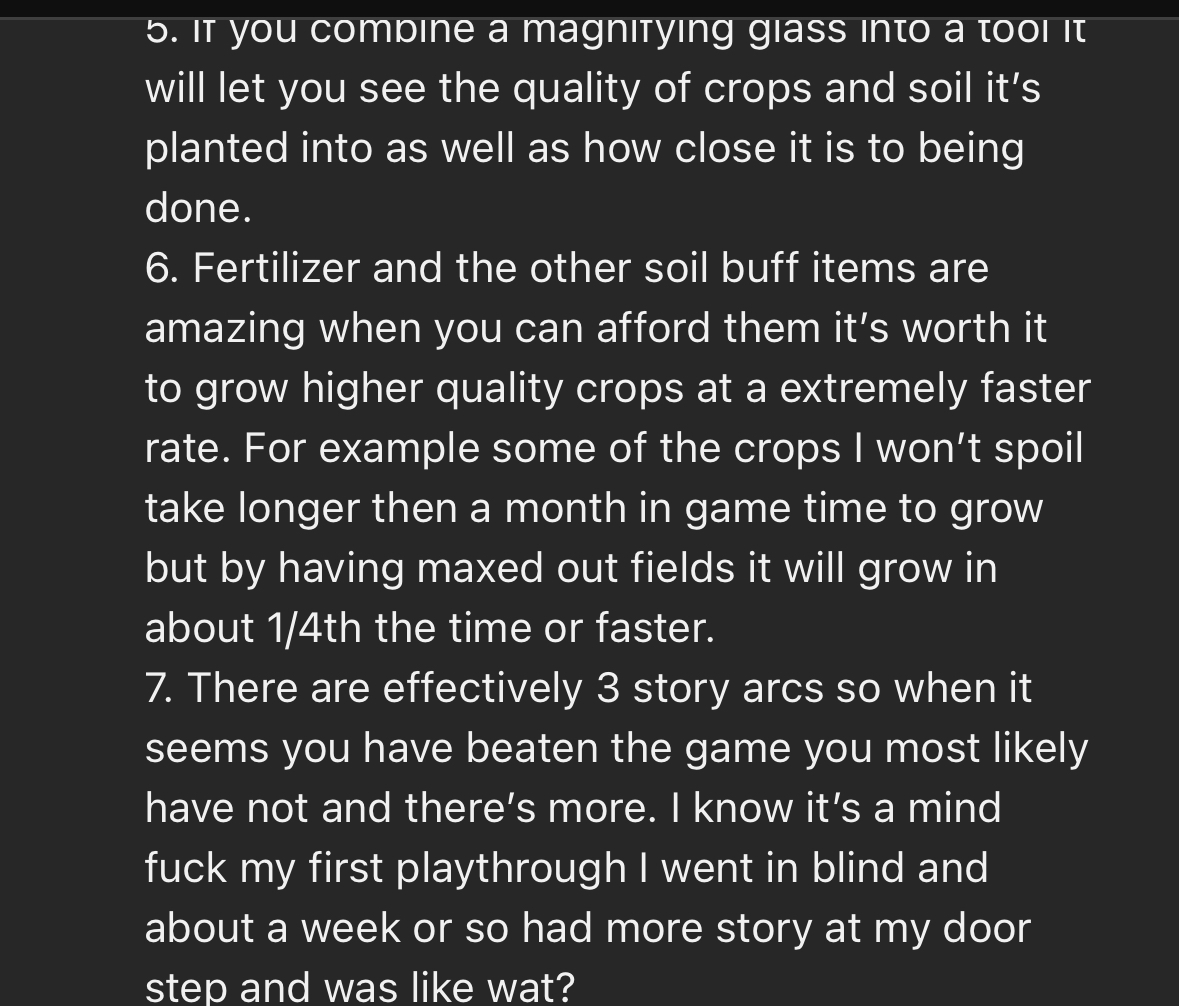 5. If you combine a magnifying glass into a tool it
will let you see the quality of crops and soil it’s
planted into as well as how close it is to being
done.
6. Fertilizer and the other soil buff items are
amazing when you can afford them it’s worth it
to grow higher quality crops at a extremely faster
rate. For example some of the crops I won’t spoil
take longer then a month in game time to grow
but by having maxed out fields it will grow in
about 1/4th the time or faster.
7. There are effectively 3 story arcs so when it
seems you have beaten the game you most likely
have not and there’s more. I know it’s a mind
fuck my first playthrough I went in blind and
about a week or so had more story at my door
step and was like wat?